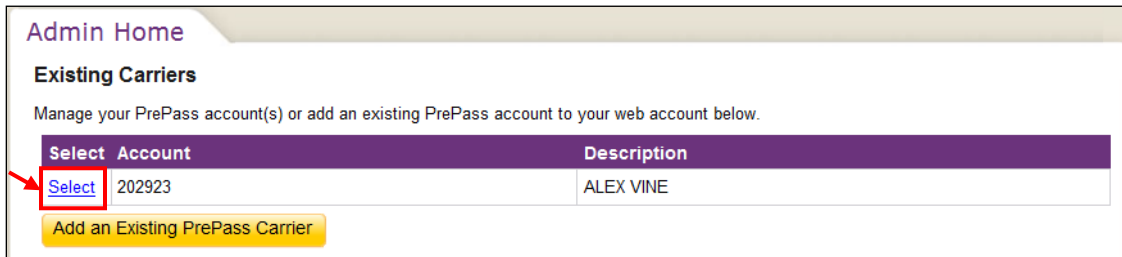 Admin Home
Existing Carriers
Manage your PrePass account(s) or add an existing PrePass account to your web account below.
Select Account Description
Select 202923 ALEX VINE
Add an Existing PrePass Carrier